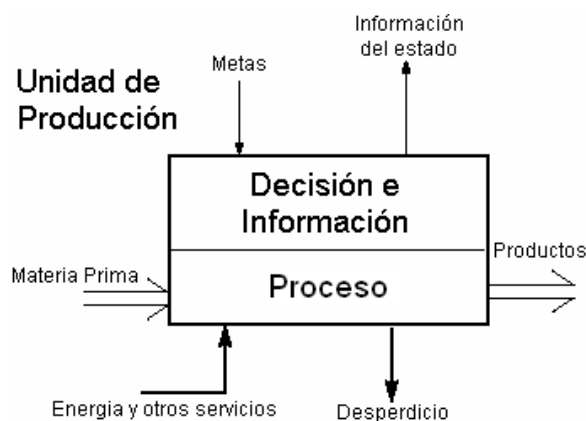 Información
del estado
Metas
Unidad de
Producción
Decisión e
Información
Productos
Materia Prima
Proceso
Energia y otros servicios
Desperdicio